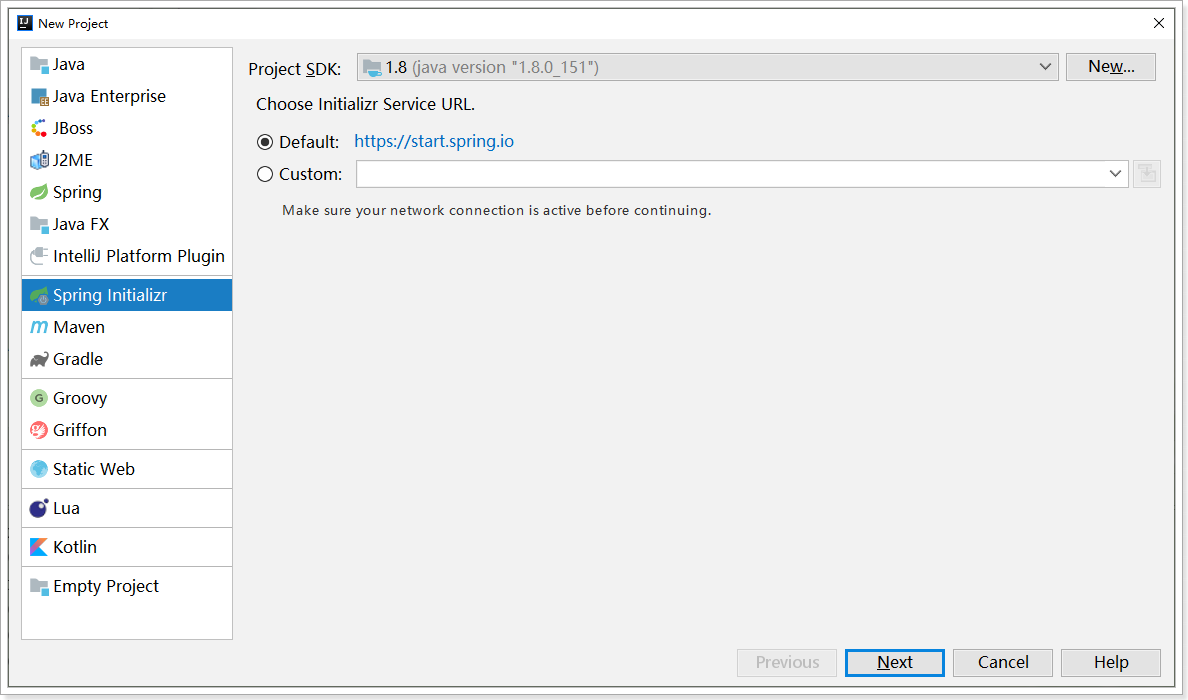 New Project
Java
Java Enterprise
JBoss
J2ME
Spring
Java FX
IntelliJ Platform Plugin
Spring Initializr
Maven
Gradle
Groovy
Griffon
Static Web
Lua
Kotlin
Empty Project
Project SDK: 1.8 (java version "1.8.0_151") New...
Choose Initializr Service URL.
Default: https://start.spring.io
Custom:
Make sure your network connection is active before continuing.
Previous Next Cancel Help